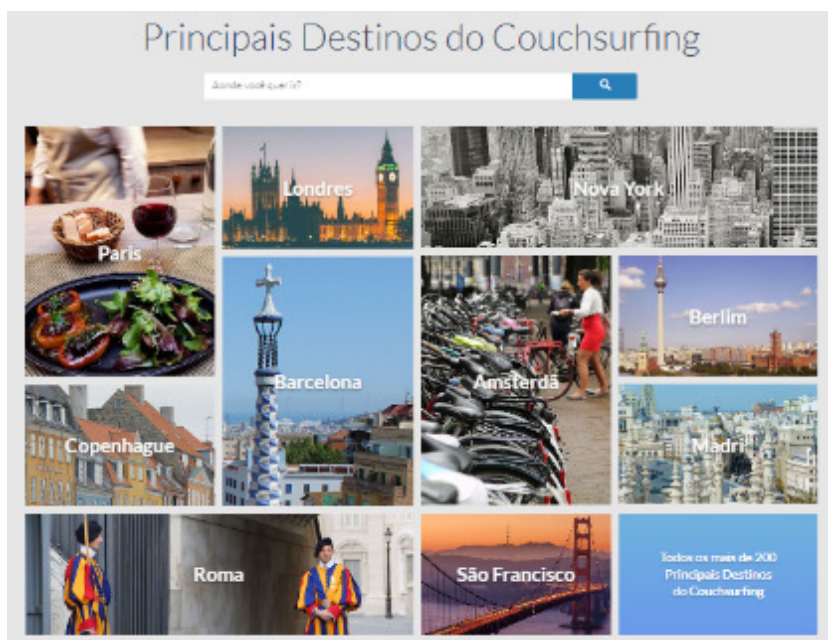 Principais Destinos do Couchsurfing
Aonde você quer ir?
Paris
Londres
Nova York
Barcelona
Amsterdã
Berlim
Copenhague
Madri
Roma
São Francisco
Todos os mais de 200
Principais Destinos
do Couchsurfing